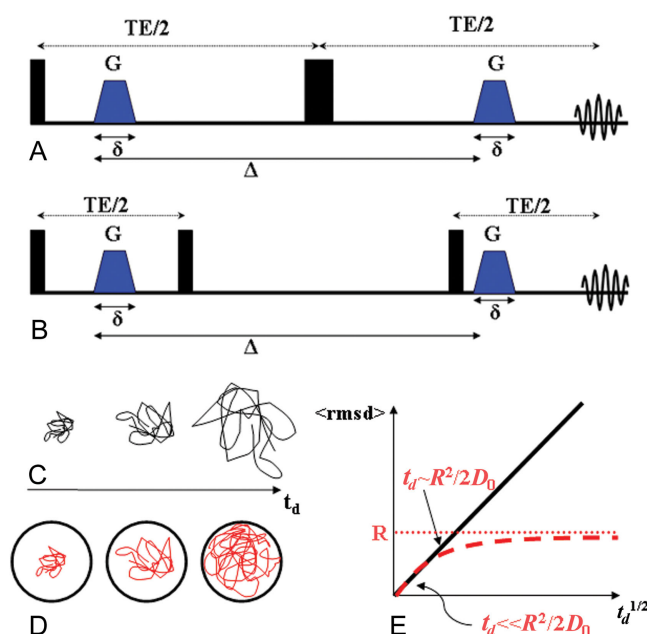 TE/2 TE/2
G G
δ δ
A
Δ
TE/2 TE/2
G G
δ δ
B
Δ
C
t_d
D
<rmsd>
t_d~R²/2D₀
R
t_d<<R²/2D₀
t_d^1/2
E